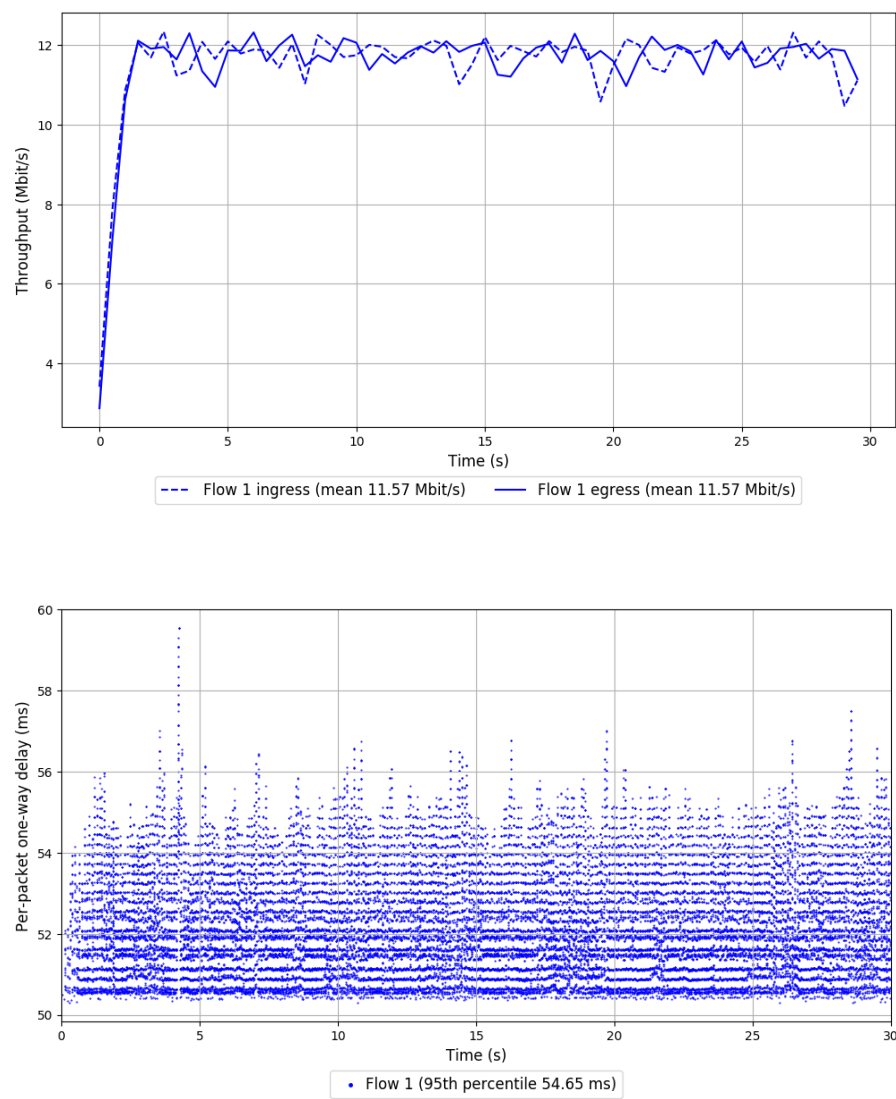 12
10
8
6
4
Throughput (Mbit/s)
0 5 10 15 20 25 30
Time (s)
Flow 1 ingress (mean 11.57 Mbit/s) Flow 1 egress (mean 11.57 Mbit/s)
60
58
56
54
52
50
Per-packet one-way delay (ms)
0 5 10 15 20 25 30
Time (s)
Flow 1 (95th percentile 54.65 ms)